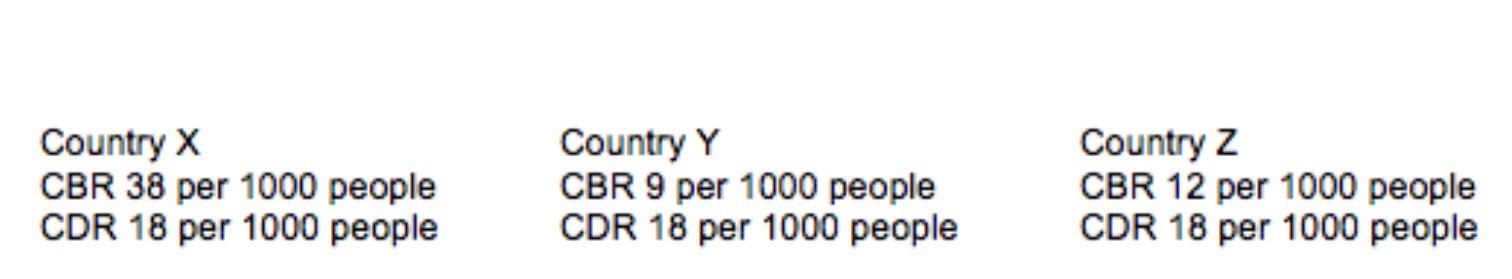 Country X
CBR 38 per 1000 people
CDR 18 per 1000 people
Country Y
CBR 9 per 1000 people
CDR 18 per 1000 people
Country Z
CBR 12 per 1000 people
CDR 18 per 1000 people